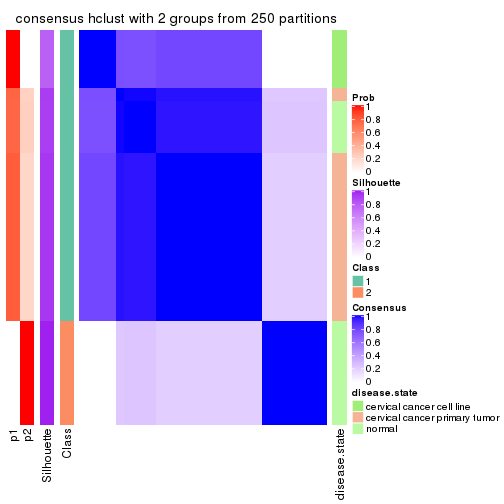 consensus hclust with 2 groups from 250 partitions
Prob
1
0.8
0.6
0.4
0.2
0
Silhouette
1
0.8
0.6
0.4
0.2
0
Class
1
2
Consensus
1
0.8
0.6
0.4
0.2
0
disease.state
cervical cancer cell line
cervical cancer primary tumor
normal
p1
p2
Silhouette
Class
disease.state